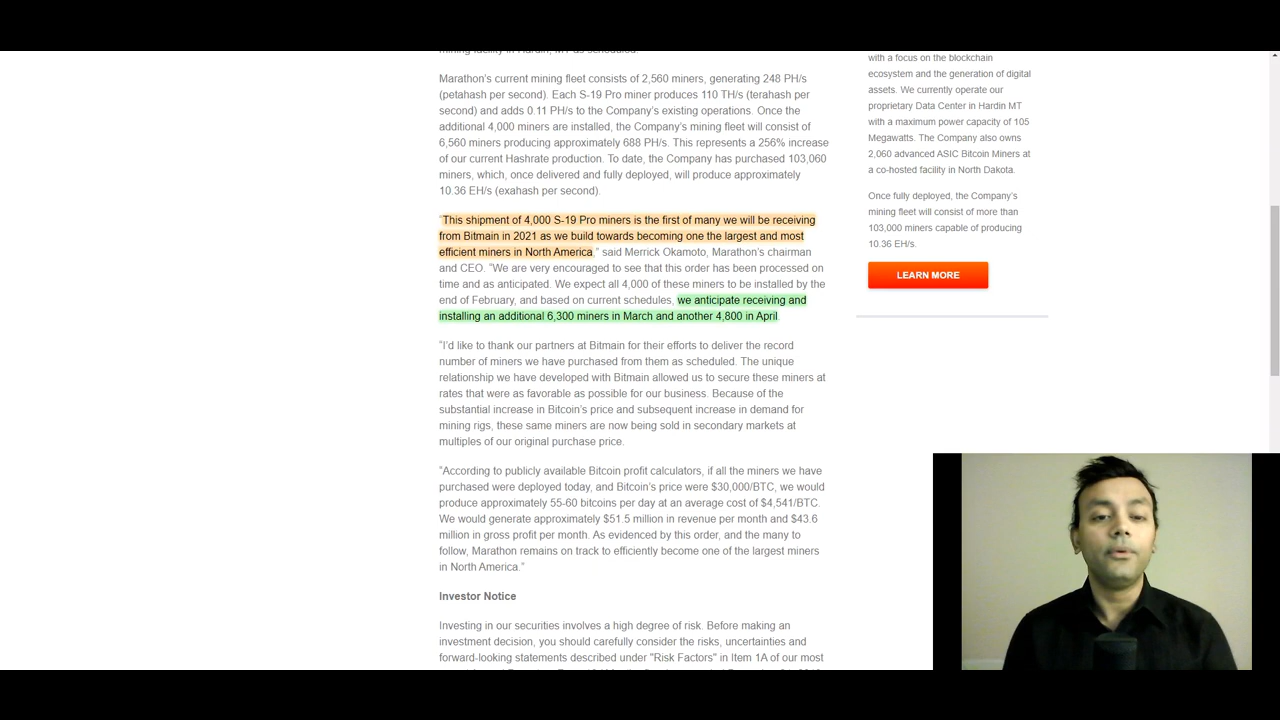 mining facility in Hardin, MT as scheduled.
Marathon's current mining fleet consists of 2,560 miners, generating 248 PH/s
(petahash per second). Each S-19 Pro miner produces 110 TH/s (terahash per
second) and adds 0.11 PH/s to the Company's existing operations. Once the
additional 4,000 miners are installed, the Company's mining fleet will consist of
6,560 miners producing approximately 688 PH/s. This represents a 256% increase
of our current Hashrate production. To date, the Company has purchased 103,060
miners, which, once delivered and fully deployed, will produce approximately
10.36 EH/s (exahash per second).
"This shipment of 4,000 S-19 Pro miners is the first of many we will be receiving
from Bitmain in 2021 as we build towards becoming one the largest and most
efficient miners in North America," said Merrick Okamoto, Marathon's chairman
and CEO. "We are very encouraged to see that this order has been processed on
time and as anticipated. We expect all 4,000 of these miners to be installed by the
end of February, and based on current schedules, we anticipate receiving and
installing an additional 6,300 miners in March and another 4,800 in April.
"I'd like to thank our partners at Bitmain for their efforts to deliver the record
number of miners we have purchased from them as scheduled. The unique
relationship we have developed with Bitmain allowed us to secure these miners at
rates that were as favorable as possible for our business. Because of the
substantial increase in Bitcoin's price and subsequent increase in demand for
mining rigs, these same miners are now being sold in secondary markets at
multiples of our original purchase price.
"According to publicly available Bitcoin profit calculators, if all the miners we have
purchased were deployed today, and Bitcoin's price were $30,000/BTC, we would
produce approximately 55-60 bitcoins per day at an average cost of $4,541/BTC.
We would generate approximately $51.5 million in revenue per month and $43.6
million in gross profit per month. As evidenced by this order, and the many to
follow, Marathon remains on track to efficiently become one of the largest miners
in North America."
Investor Notice
Investing in our securities involves a high degree of risk. Before making an
investment decision, you should carefully consider the risks, uncertainties and
forward-looking statements described under "Risk Factors" in Item 1A of our most
with a focus on the blockchain
ecosystem and the generation of digital
assets. We currently operate our
proprietary Data Center in Hardin MT
with a maximum power capacity of 105
Megawatts. The Company also owns
2,060 advanced ASIC Bitcoin Miners at
a co-hosted facility in North Dakota.
Once fully deployed, the Company's
mining fleet will consist of more than
103,000 miners capable of producing
10.36 EH/s.
LEARN MORE